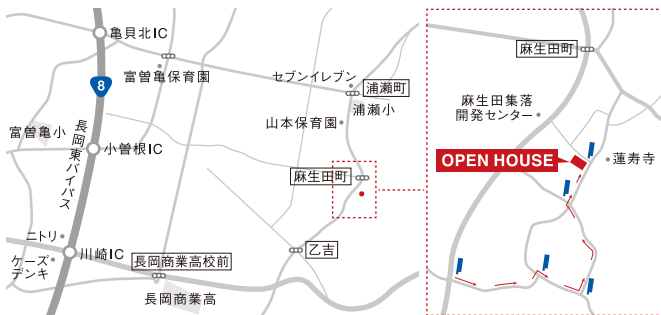 亀貝北IC
8
富曽亀保育園
セブンイレブン
浦瀬町
浦瀬小
山本保育園
富曽亀小
長岡東バイパス
小曽根IC
麻生田町
ニトリ
ケーズ
デンキ
川崎IC
長岡商業高校前
乙吉
長岡商業高
麻生田町
麻生田集落
開発センター
OPEN HOUSE
蓮寿寺